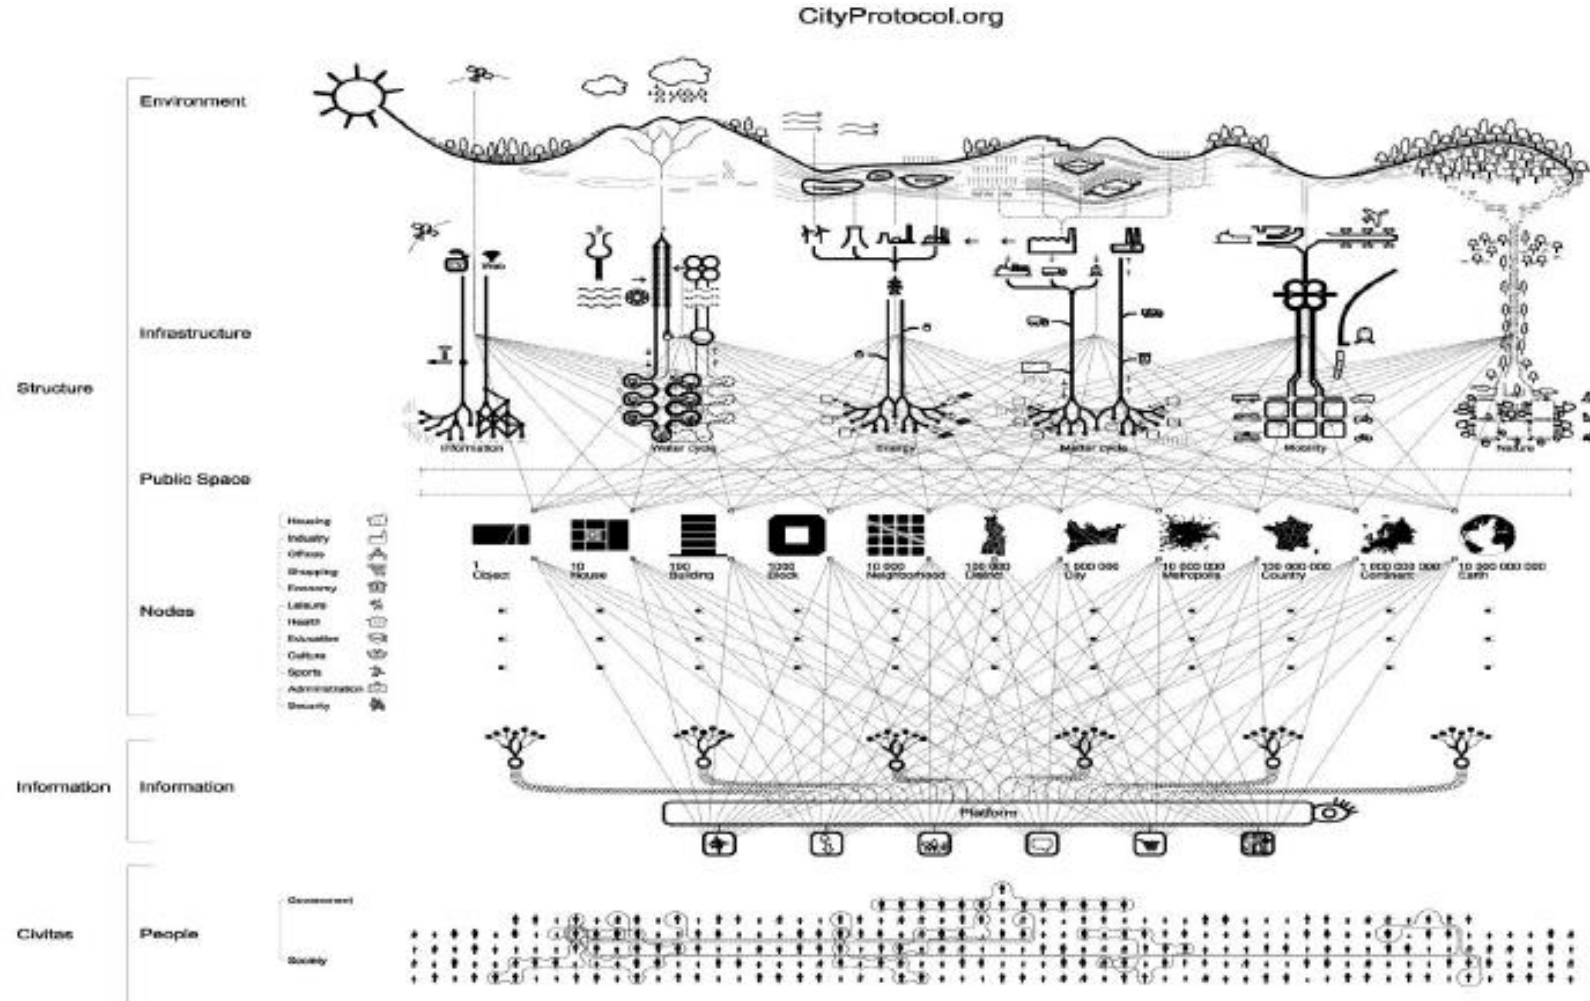 CityProtocol.org
Environment
Infrastructure
Structure
Public Space
Nodes
Web
Information
Water cycle
Energy
Matter cycle
Mobility
Nature
Housing
Industry
Offices
Shopping
Economy
Leisure
Health
Education
Culture
Sports
Administration
Security
1
Object
10
House
100
Building
1000
Block
10 000
Neighborhood
100 000
District
1 000 000
City
10 000 000
Metropolis
100 000 000
Country
1 000 000 000
Continent
10 000 000 000
Earth
Information
Information
Platform
Civitas
People
Government
Society